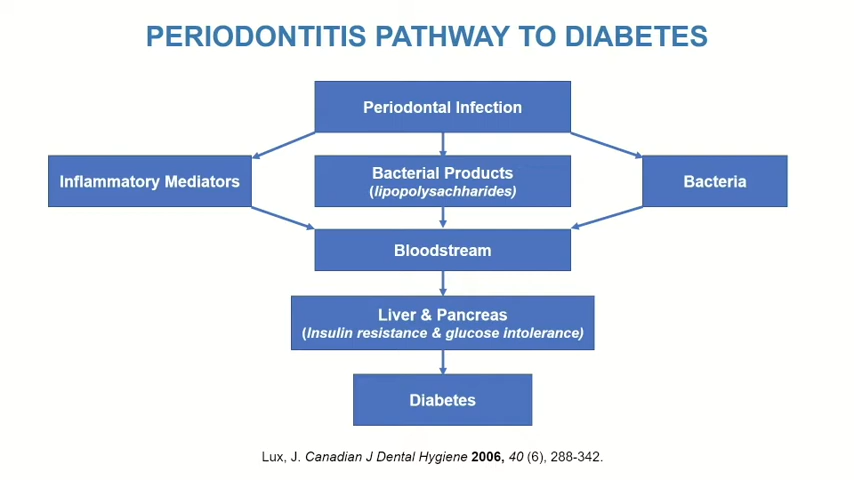 PERIODONTITIS PATHWAY TO DIABETES
Periodontal Infection
Inflammatory Mediators
Bacterial Products
(lipopolysachharides)
Bacteria
Bloodstream
Liver & Pancreas
(Insulin resistance & glucose intolerance)
Diabetes
Lux, J. Canadian J Dental Hygiene 2006, 40 (6), 288-342.